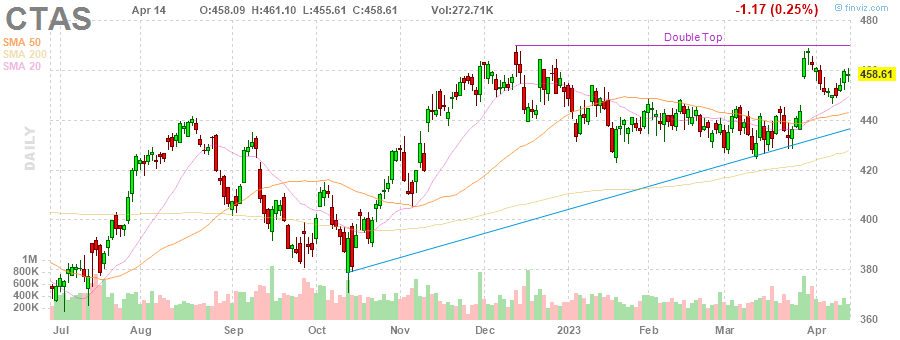 CTAS Apr 14 O:458.09 H:461.10 L:455.61 C:458.61 Vol:272.71K -1.17 (0.25%) © finviz.com
SMA 50
SMA 200
SMA 20
DAILY
Double Top
480
460
458.61
440
420
400
380
360
1M
800K
600K
400K
200K
Jul Aug Sep Oct Nov Dec 2023 Feb Mar Apr